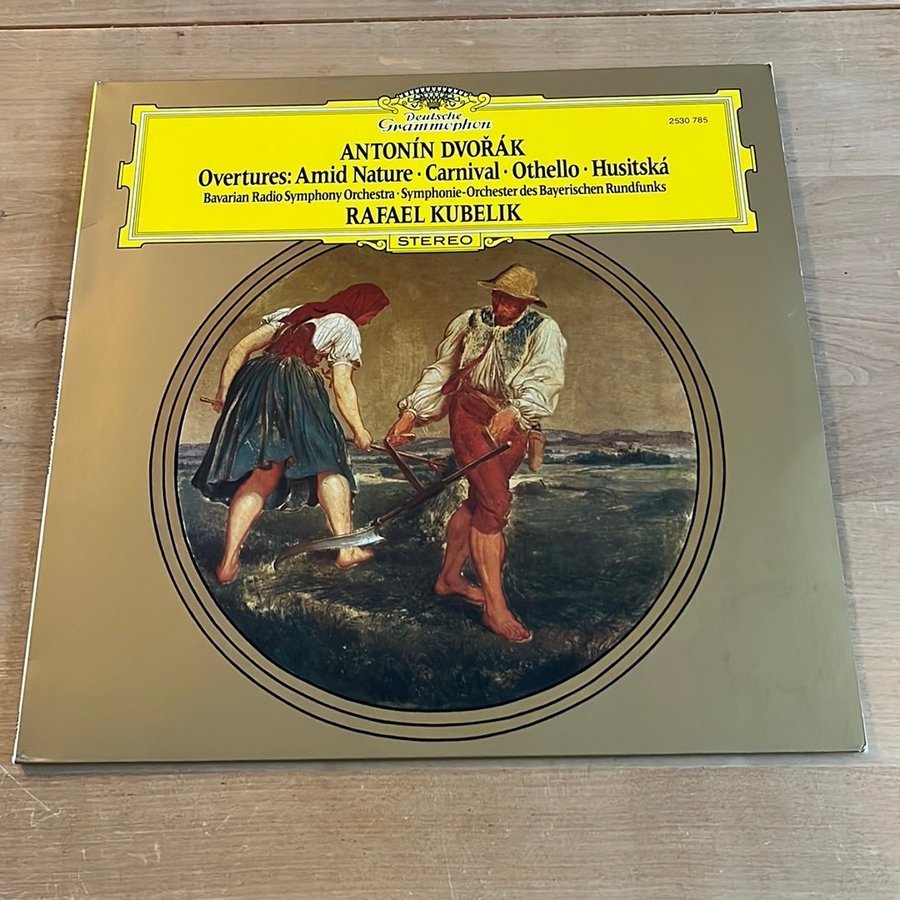 Deutsche
Grammophon
2530 785
ANTONÍN DVOŘÁK
Overtures: Amid Nature · Carnival · Othello · Husitská
Bavarian Radio Symphony Orchestra · Symphonie-Orchester des Bayerischen Rundfunks
RAFAEL KUBELIK
STEREO